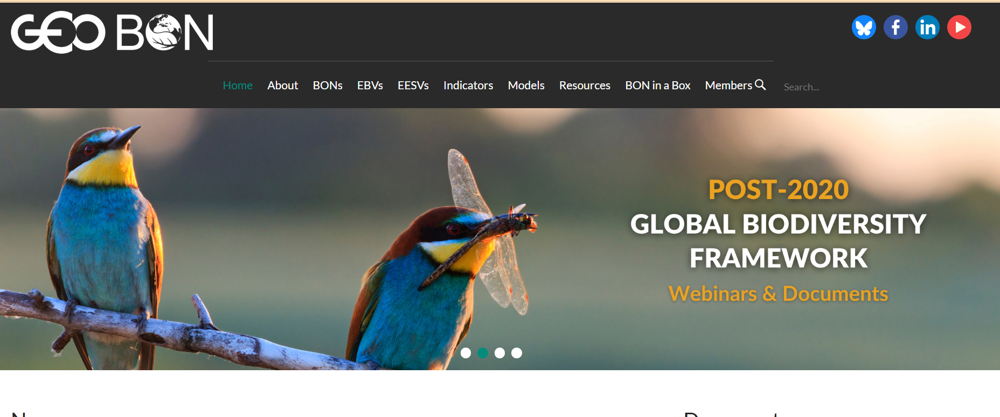 GEO BON
Home About BONs EBVs EESVs Indicators Models Resources BON in a Box Members Search...
POST-2020
GLOBAL BIODIVERSITY
FRAMEWORK
Webinars & Documents